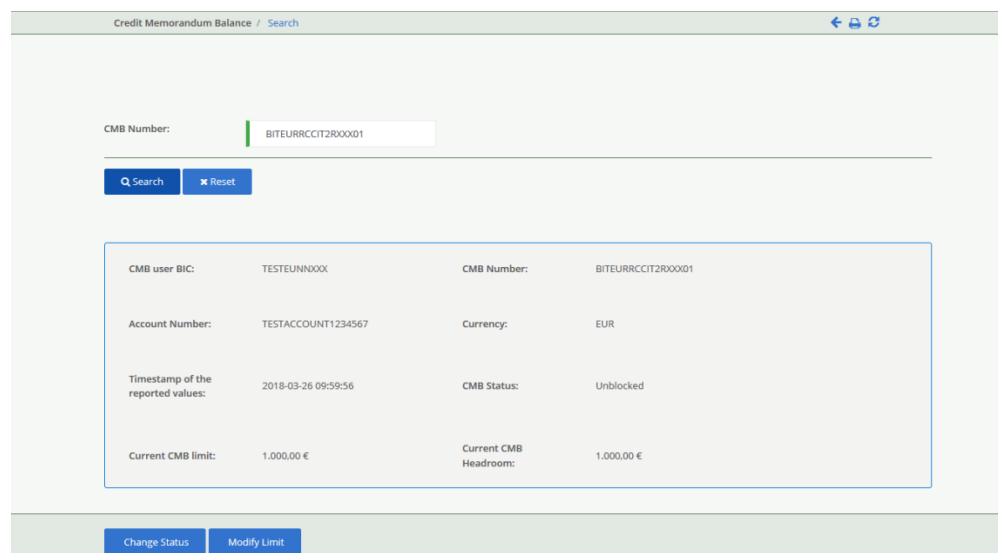 Credit Memorandum Balance / Search
CMB Number:
BITEURRCCIT2RXXX01
Search
Reset
CMB user BIC: TESTEUNNXXX CMB Number: BITEURRCCIT2RXXX01
Account Number: TESTACCOUNT1234567 Currency: EUR
Timestamp of the
reported values: 2018-03-26 09:59:56 CMB Status: Unblocked
Current CMB limit: 1.000,00 € Current CMB
Headroom: 1.000,00 €
Change Status
Modify Limit